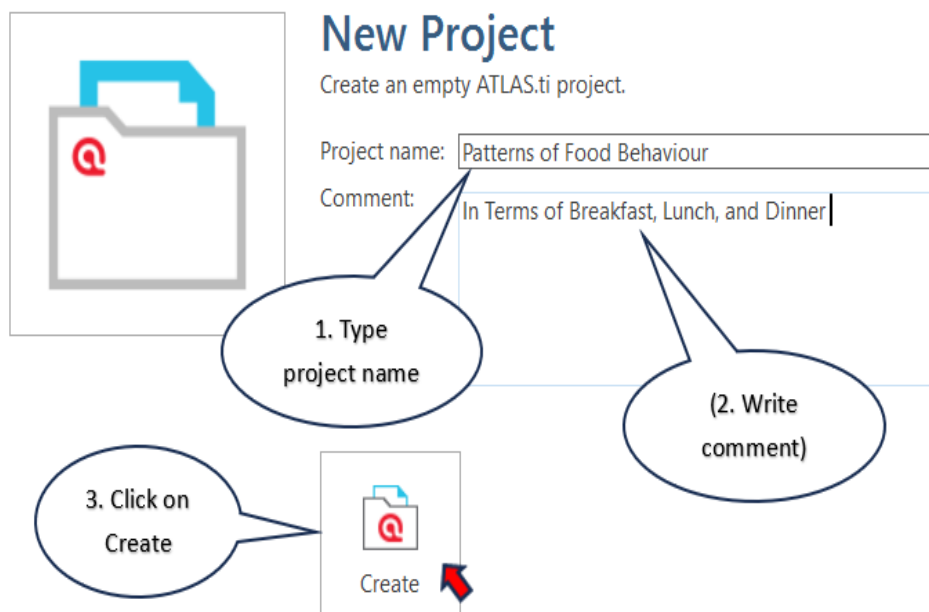 New Project
Create an empty ATLAS.ti project.
Project name: Patterns of Food Behaviour
Comment: In Terms of Breakfast, Lunch, and Dinner
1. Type
project name
(2. Write
comment)
3. Click on
Create
Create